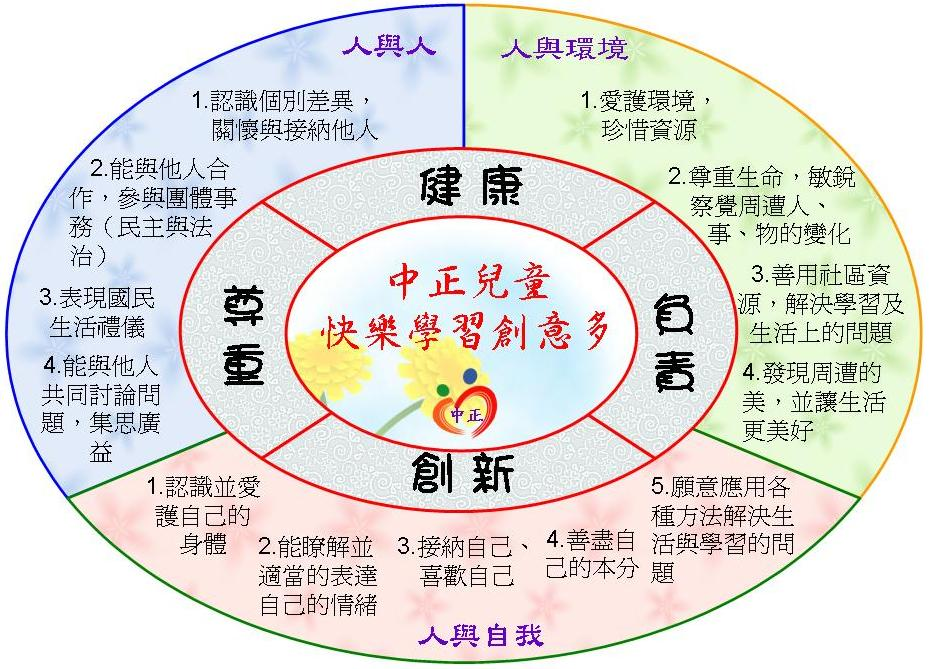 人與人
1.認識個別差異，
關懷與接納他人
2.能與他人合
作，參與團體事
務（民主與法
治）
3.表現國民
生活禮儀
4.能與他人
共同討論問
題，集思廣
益
人與環境
1.愛護環境，
珍惜資源
2.尊重生命，敏銳
察覺周遭人、
事、物的變化
3.善用社區資
源，解決學習及
生活上的問題
4.發現周遭的
美，並讓生活
更美好
健康
尊重
負責
創新
中正兒童
快樂學習創意多
中正
1.認識並愛
護自己的
身體
2.能瞭解並
適當的表達
自己的情緒
3.接納自己、
喜歡自己
4.善盡自
己的本分
5.願意應用各
種方法解決生
活與學習的問
題
人與自我